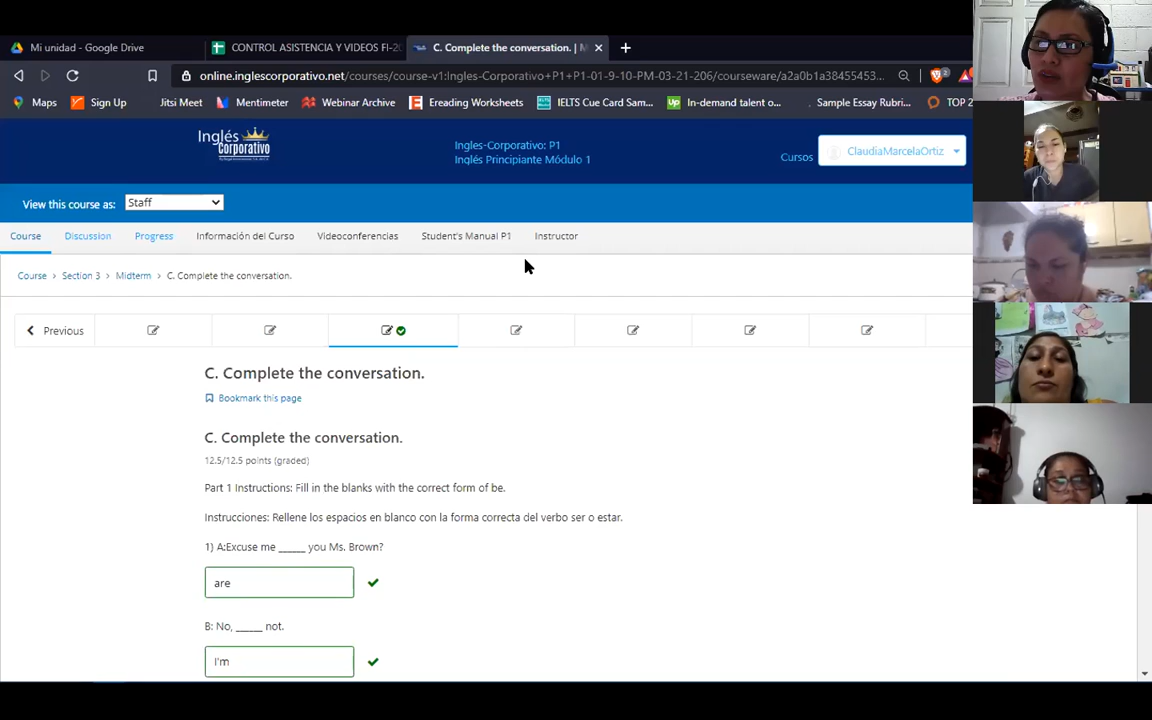 Mi unidad - Google Drive
CONTROL ASISTENCIA Y VIDEOS FI-20
C. Complete the conversation. | M
online.inglescorporativo.net/courses/course-v1:Ingles-Corporativo+P1+P1-01-9-10-PM-03-21-206/courseware/a2a0b1a38455453...
Maps
Sign Up
Jitsi Meet
Mentimeter
Webinar Archive
Ereading Worksheets
IELTS Cue Card Sam...
In-demand talent o...
Sample Essay Rubri...
TOP 2
Inglés
Corporativo
Ingles-Corporativo: P1
Inglés Principiante Módulo 1
Cursos
ClaudiaMarcelaOrtiz
View this course as:
Staff
Course
Discussion
Progress
Información del Curso
Videoconferencias
Student's Manual P1
Instructor
Course > Section 3 > Midterm > C. Complete the conversation.
Previous
C. Complete the conversation.
Bookmark this page
C. Complete the conversation.
12.5/12.5 points (graded)
Part 1 Instructions: Fill in the blanks with the correct form of be.
Instrucciones: Rellene los espacios en blanco con la forma correcta del verbo ser o estar.
1) A:Excuse me ______ you Ms. Brown?
are
B: No, ______ not.
I'm